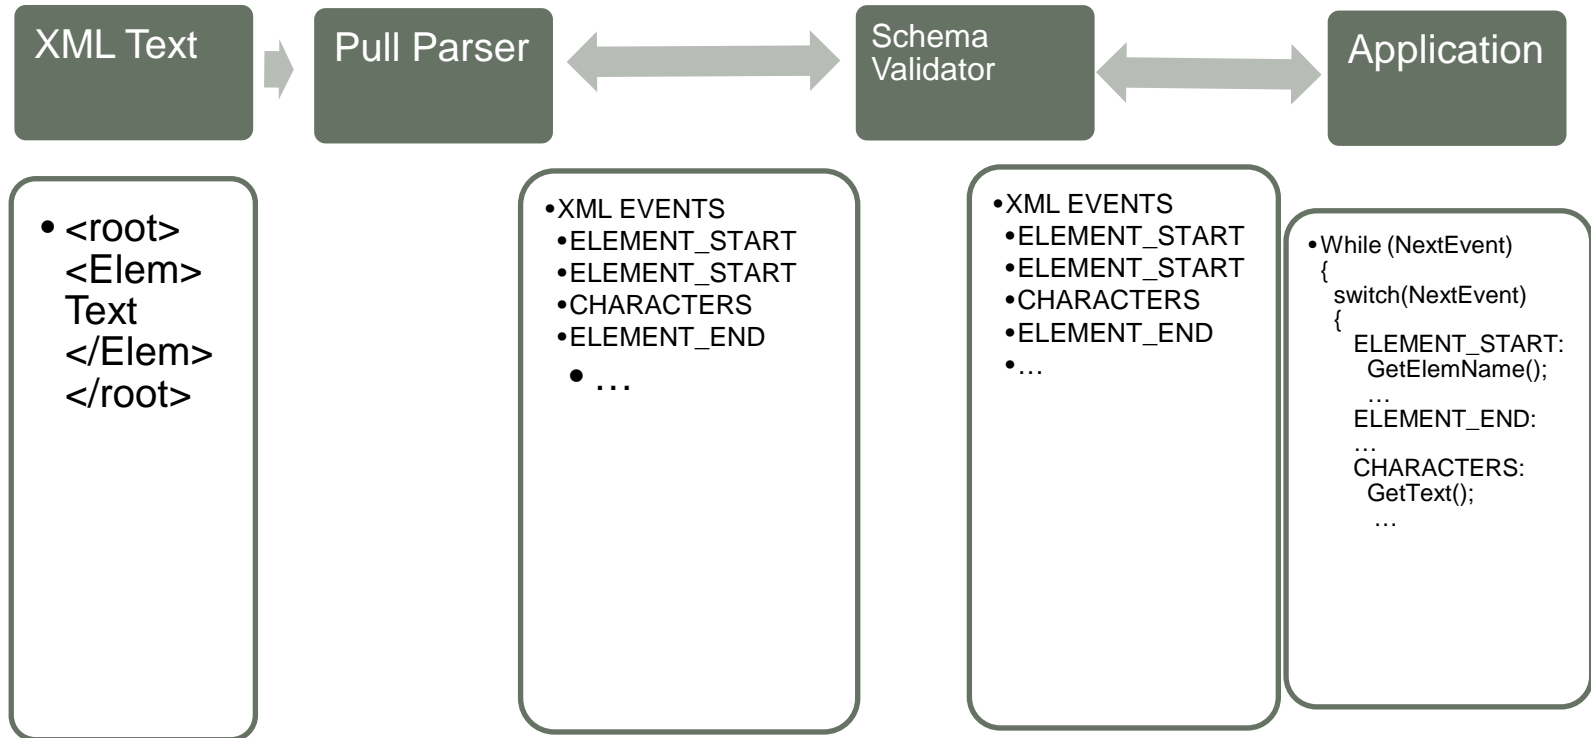 XML Text
Pull Parser
Schema
Validator
Application
• <root>
<Elem>
Text
</Elem>
</root>
•XML EVENTS
•ELEMENT_START
•ELEMENT_START
•CHARACTERS
•ELEMENT_END
• …
•XML EVENTS
•ELEMENT_START
•ELEMENT_START
•CHARACTERS
•ELEMENT_END
•…
•While (NextEvent)
{
switch(NextEvent)
{
ELEMENT_START:
GetElemName();
…
ELEMENT_END:
…
CHARACTERS:
GetText();
…